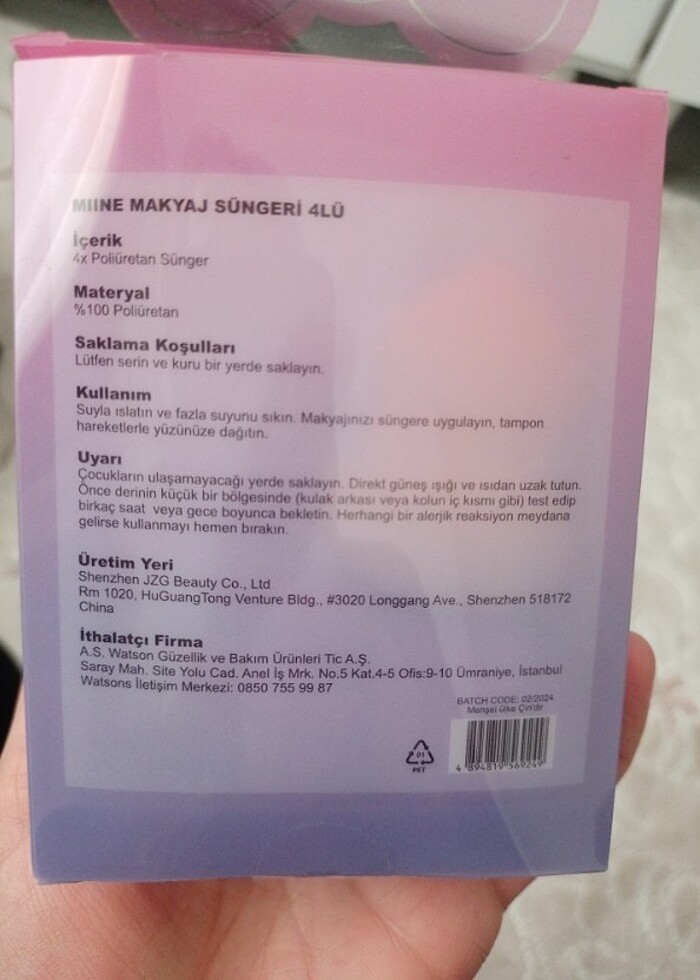 MIINE MAKYAJ SÜNGERİ 4LÜ
İçerik
4x Poliüretan Sünger
Materyal
%100 Poliüretan
Saklama Koşulları
Lütfen serin ve kuru bir yerde saklayın.
Kullanım
Suyla ıslatın ve fazla suyunu sıkın. Makyajınızı süngere uygulayın, tampon
hareketlerle yüzünüze dağıtın.
Uyarı
Çocukların ulaşamayacağı yerde saklayın. Direkt güneş ışığı ve ısıdan uzak tutun.
Önce derinin küçük bir bölgesinde (kulak arkası veya kolun iç kısmı gibi) test edip
birkaç saat veya gece boyunca bekletin. Herhangi bir alerjik reaksiyon meydana
gelirse kullanmayı hemen bırakın.
Üretim Yeri
Shenzhen JZG Beauty Co., Ltd
Rm 1020, HuGuangTong Venture Bldg., #3020 Longgang Ave., Shenzhen 518172
China
İthalatçı Firma
A.S. Watson Güzellik ve Bakım Ürünleri Tic A.Ş.
Saray Mah. Site Yolu Cad. Anel İş Mrk. No.5 Kat.4-5 Ofis:9-10 Ümraniye, İstanbul
Watsons İletişim Merkezi: 0850 755 99 87
BATCH CODE: 02/2024
Menşei ülke Çin'dir
01
PET
4 894819 589249